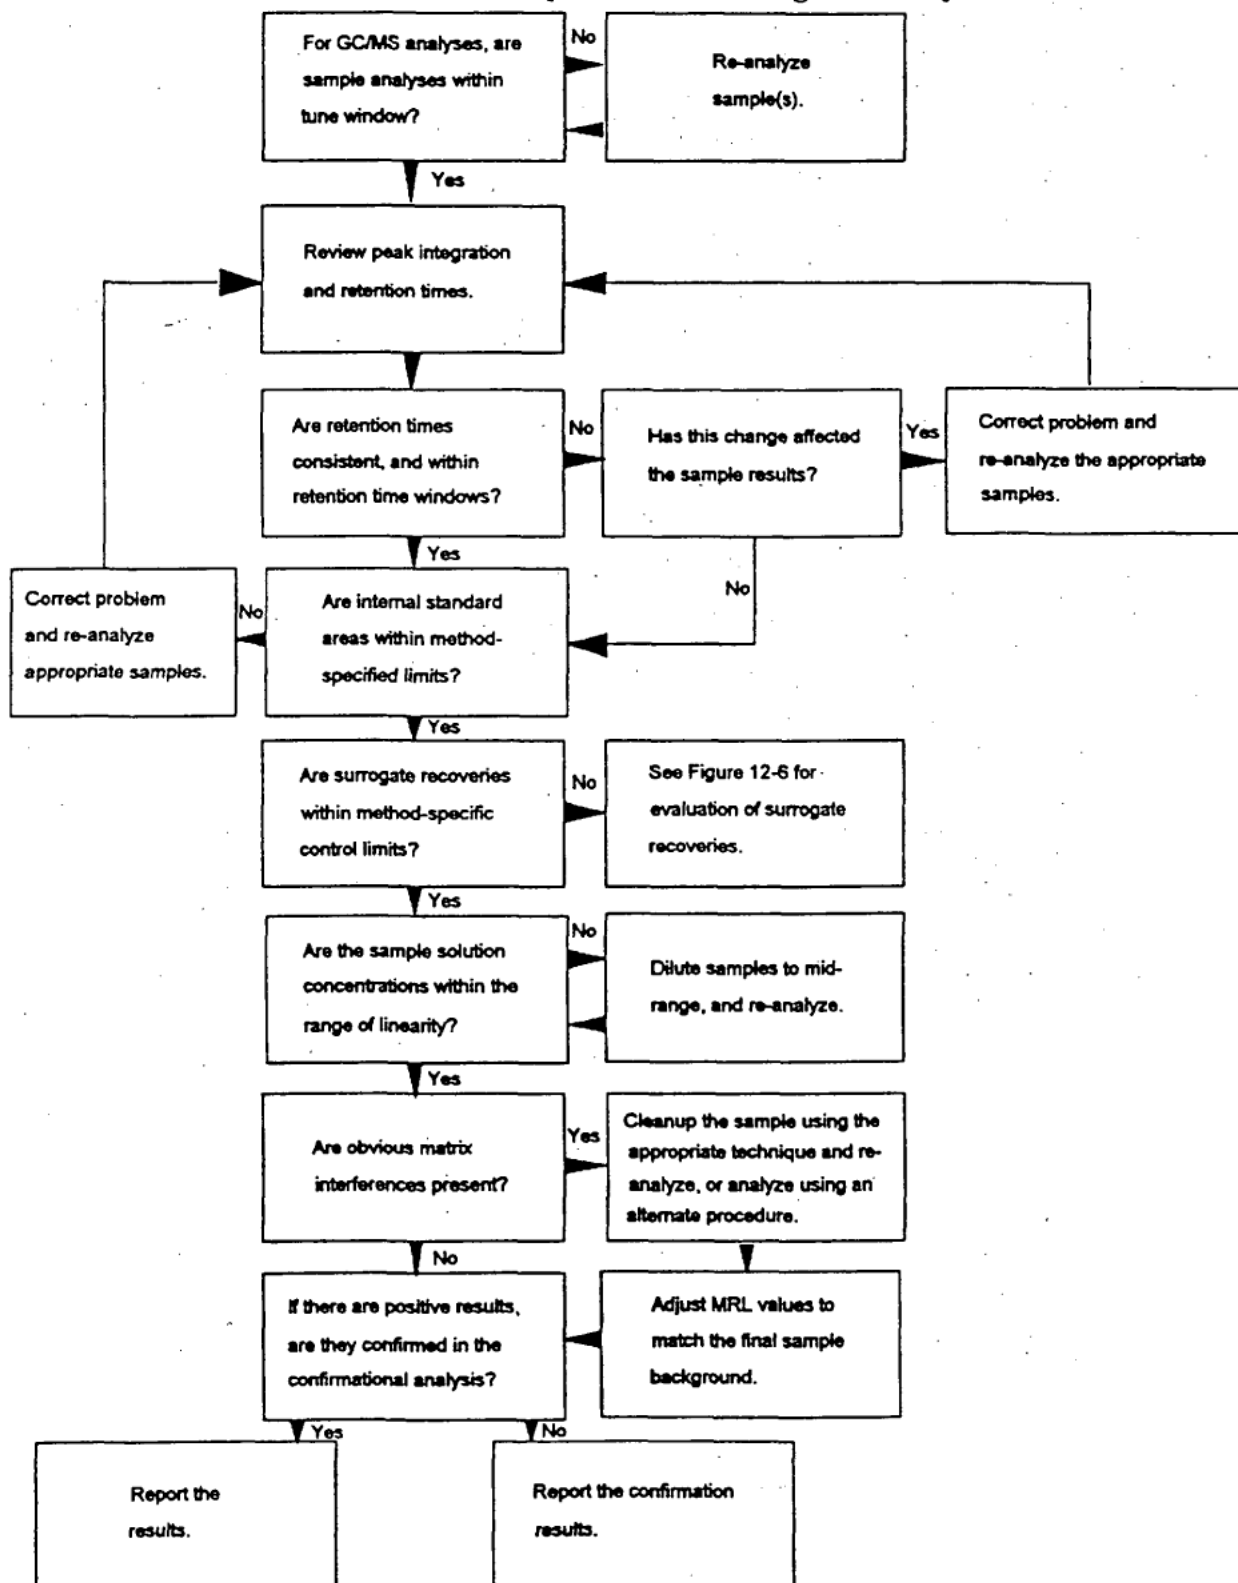 For GC/MS analyses, are
sample analyses within
tune window?
No
Re-analyze
sample(s).
Yes
Review peak integration
and retention times.
Are retention times
consistent, and within
retention time windows?
No
Has this change affected
the sample results?
Yes
Correct problem and
re-analyze the appropriate
samples.
Yes
No
Correct problem
and re-analyze
appropriate samples.
No
Are internal standard
areas within method-
specified limits?
Yes
Are surrogate recoveries
within method-specific
control limits?
No
See Figure 12-6 for
evaluation of surrogate
recoveries.
Yes
Are the sample solution
concentrations within the
range of linearity?
No
Dilute samples to mid-
range, and re-analyze.
Yes
Are obvious matrix
interferences present?
Yes
Cleanup the sample using the
appropriate technique and re-
analyze, or analyze using an
alternate procedure.
No
If there are positive results,
are they confirmed in the
confirmational analysis?
Adjust MRL values to
match the final sample
background.
Yes
No
Report the
results.
Report the confirmation
results.